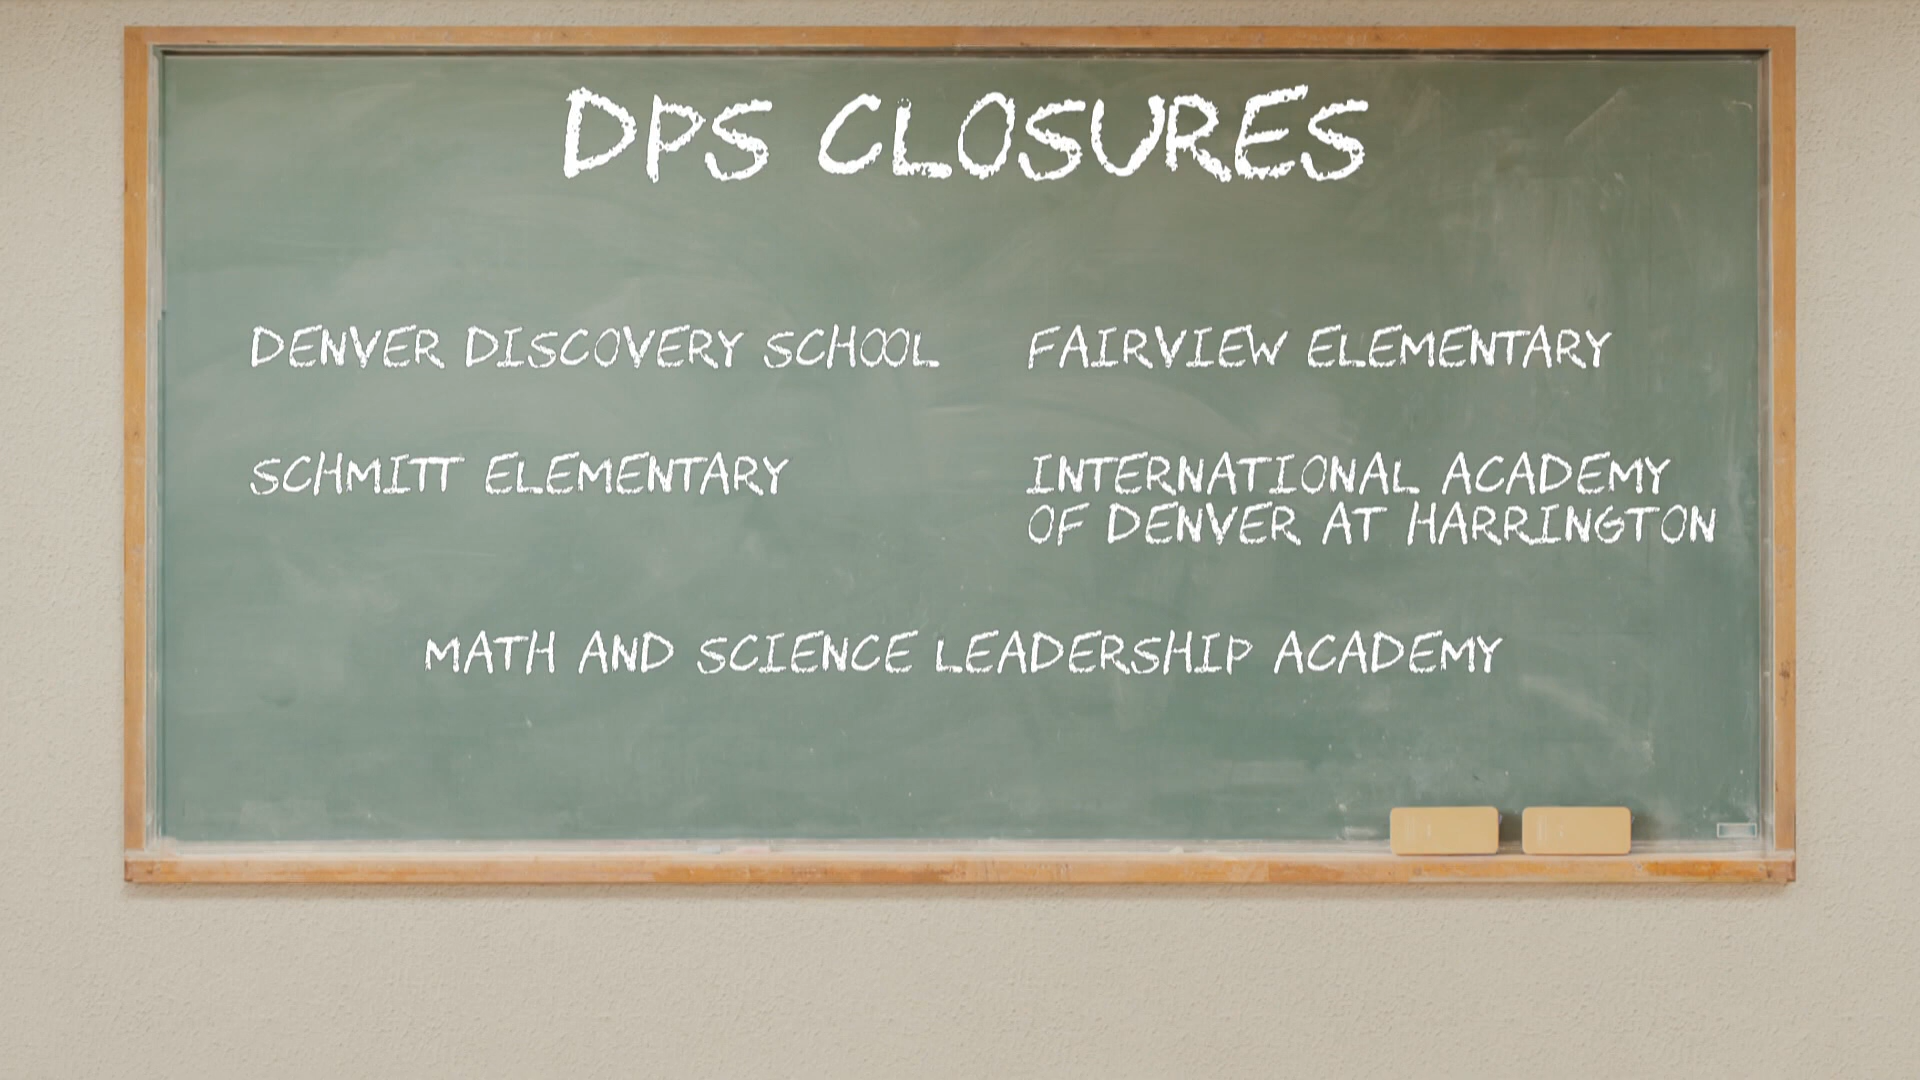 DPS CLOSURES
DENVER DISCOVERY SCHOOL
FAIRVIEW ELEMENTARY
SCHMITT ELEMENTARY
INTERNATIONAL ACADEMY
OF DENVER AT HARRINGTON
MATH AND SCIENCE LEADERSHIP ACADEMY